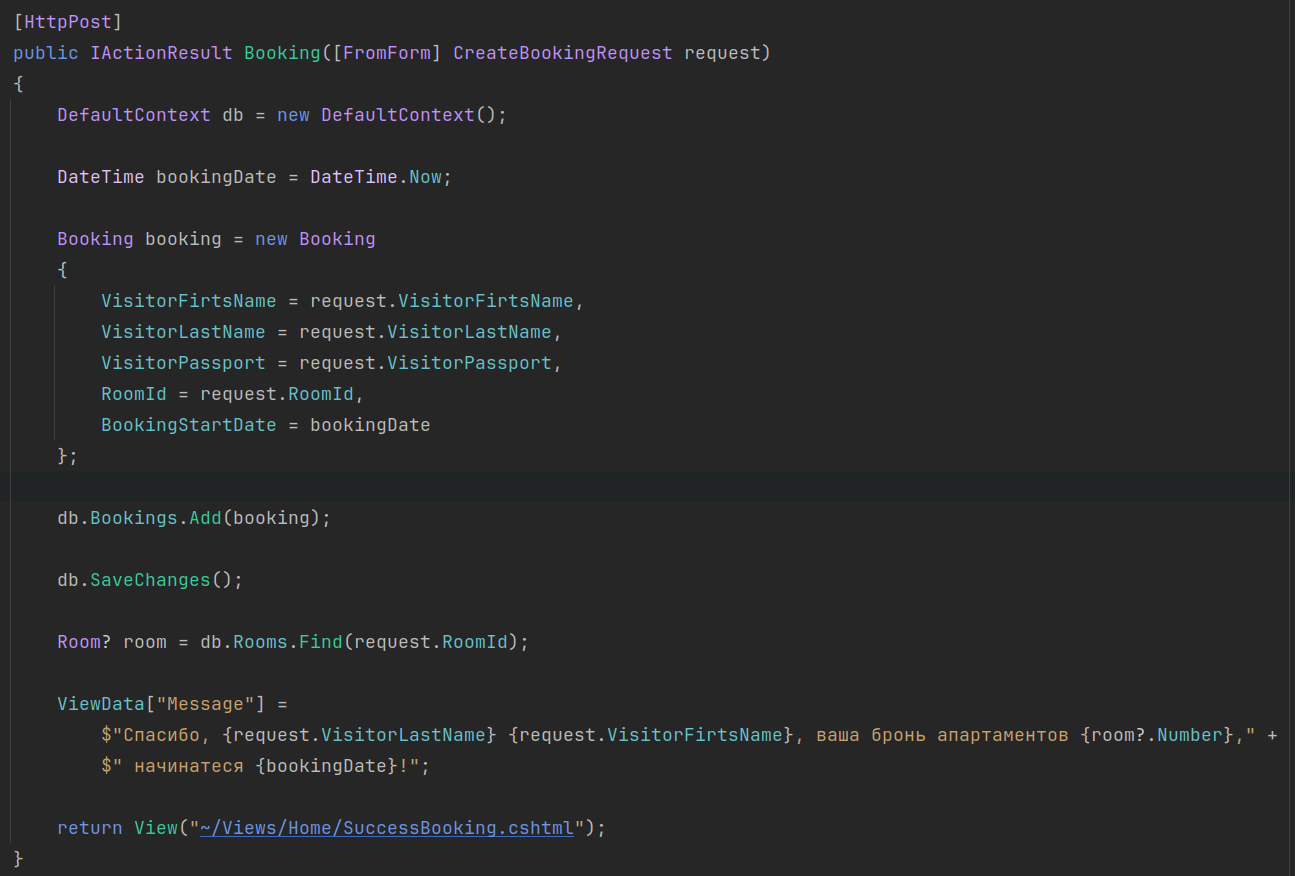 [HttpPost]
public IActionResult Booking([FromForm] CreateBookingRequest request)
{
    DefaultContext db = new DefaultContext();
    DateTime bookingDate = DateTime.Now;
    Booking booking = new Booking
    {
        VisitorFirtsName = request.VisitorFirtsName,
        VisitorLastName = request.VisitorLastName,
        VisitorPassport = request.VisitorPassport,
        RoomId = request.RoomId,
        BookingStartDate = bookingDate
    };
    db.Bookings.Add(booking);
    db.SaveChanges();
    Room? room = db.Rooms.Find(request.RoomId);
    ViewData["Message"] =
        $"Спасибо, {request.VisitorLastName} {request.VisitorFirtsName}, ваша бронь апартаментов {room?.Number}," +
        $" начинатеся {bookingDate}!";
    return View("~/Views/Home/SuccessBooking.cshtml");
}